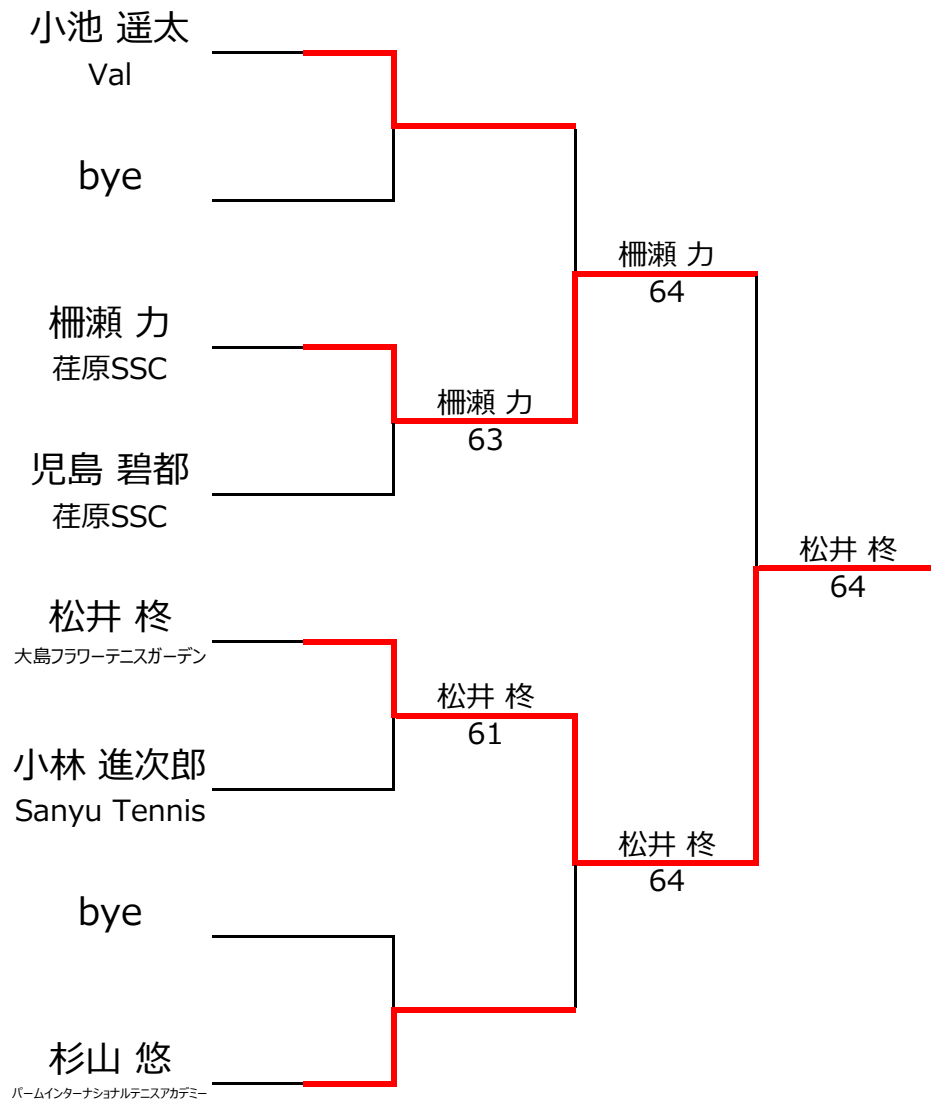 小池 遥太
Val
bye
柵瀬 力
64
柵瀬 力
荏原SSC
柵瀬 力
63
児島 碧都
荏原SSC
松井 柊
64
松井 柊
大島フラワーテニスガーデン
松井 柊
61
小林 進次郎
Sanyu Tennis
松井 柊
64
bye
杉山 悠
パームインターナショナルテニスアカデミー